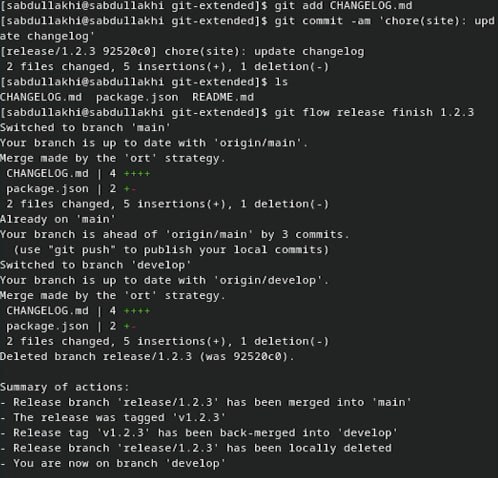 [sabdullakhi@sabdullakhi git-extended]$ git add CHANGELOG.md
[sabdullakhi@sabdullakhi git-extended]$ git commit -am 'chore(site): upd
ate changelog'
[release/1.2.3 92520c0] chore(site): update changelog
 2 files changed, 5 insertions(+), 1 deletion(-)
[sabdullakhi@sabdullakhi git-extended]$ ls
CHANGELOG.md  package.json  README.md
[sabdullakhi@sabdullakhi git-extended]$ git flow release finish 1.2.3
Switched to branch 'main'
Your branch is up to date with 'origin/main'.
Merge made by the 'ort' strategy.
 CHANGELOG.md | 4 ++++
 package.json | 2 +-
 2 files changed, 5 insertions(+), 1 deletion(-)
Already on 'main'
Your branch is ahead of 'origin/main' by 3 commits.
  (use "git push" to publish your local commits)
Switched to branch 'develop'
Your branch is up to date with 'origin/develop'.
Merge made by the 'ort' strategy.
 CHANGELOG.md | 4 ++++
 package.json | 2 +-
 2 files changed, 5 insertions(+), 1 deletion(-)
Deleted branch release/1.2.3 (was 92520c0).

Summary of actions:
- Release branch 'release/1.2.3' has been merged into 'main'
- The release was tagged 'v1.2.3'
- Release tag 'v1.2.3' has been back-merged into 'develop'
- Release branch 'release/1.2.3' has been locally deleted
- You are now on branch 'develop'